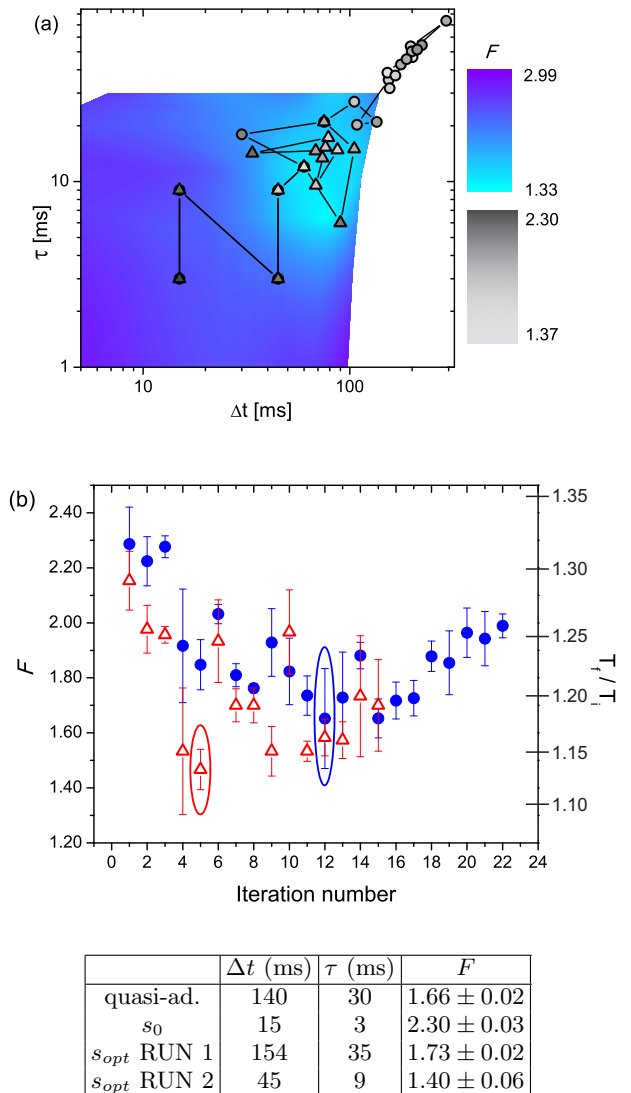 (a)
F
2.99
1.33
2.30
1.37
10
1
τ [ms]
10
100
Δt [ms]
(b)
2.40
2.20
2.00
1.80
1.60
1.40
1.20
F
1.35
1.30
1.25
1.20
1.15
1.10
T_f / T_i
0 2 4 6 8 10 12 14 16 18 20 22 24
Iteration number
Δt (ms) τ (ms) F
quasi-ad. 140 30 1.66 ± 0.02
s_0 15 3 2.30 ± 0.03
s_opt RUN 1 154 35 1.73 ± 0.02
s_opt RUN 2 45 9 1.40 ± 0.06